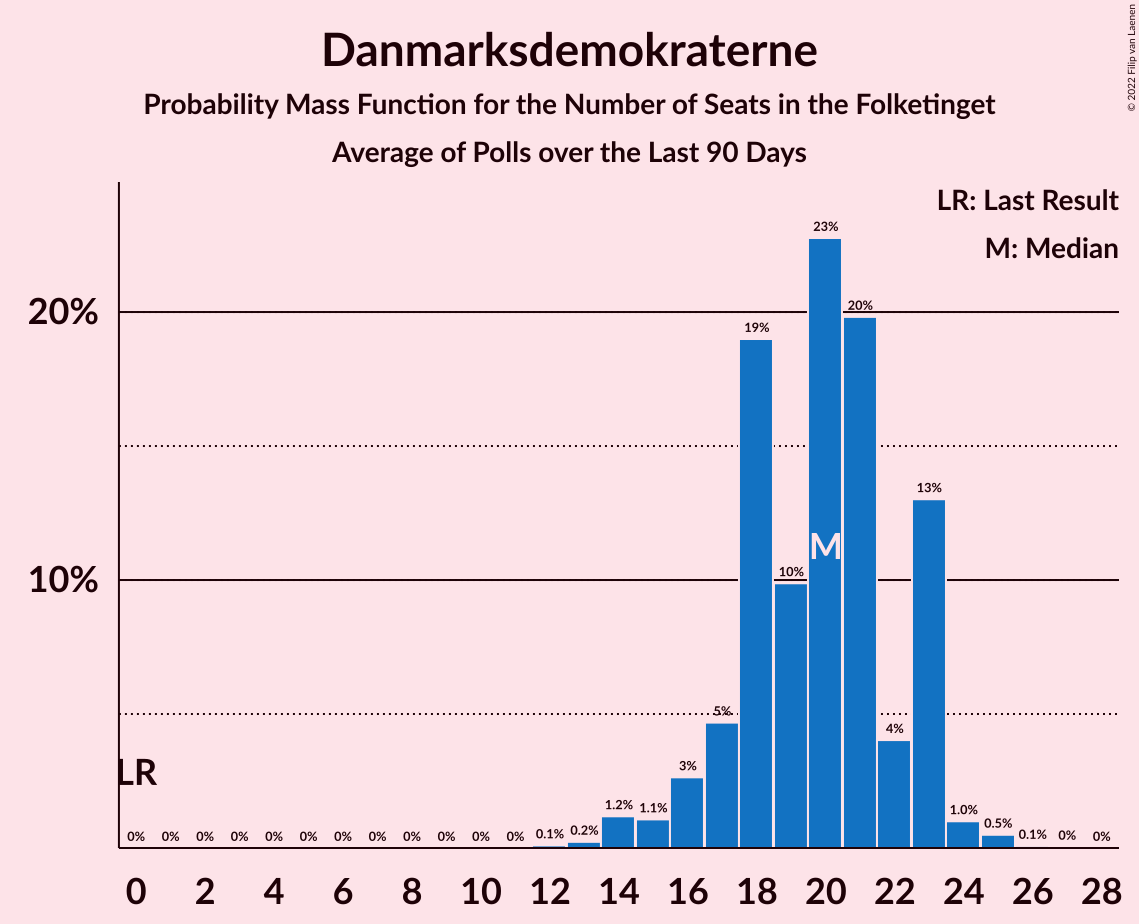 Danmarksdemokraterne
Probability Mass Function for the Number of Seats in the Folketinget
Average of Polls over the Last 90 Days
© 2022 Filip van Laenen
LR: Last Result
M: Median
20%
10%
LR
M
0% 0% 0% 0% 0% 0% 0% 0% 0% 0% 0% 0% 0.1% 0.2% 1.2% 1.1% 3% 5% 19% 10% 23% 20% 4% 13% 1.0% 0.5% 0.1% 0% 0%
0 2 4 6 8 10 12 14 16 18 20 22 24 26 28